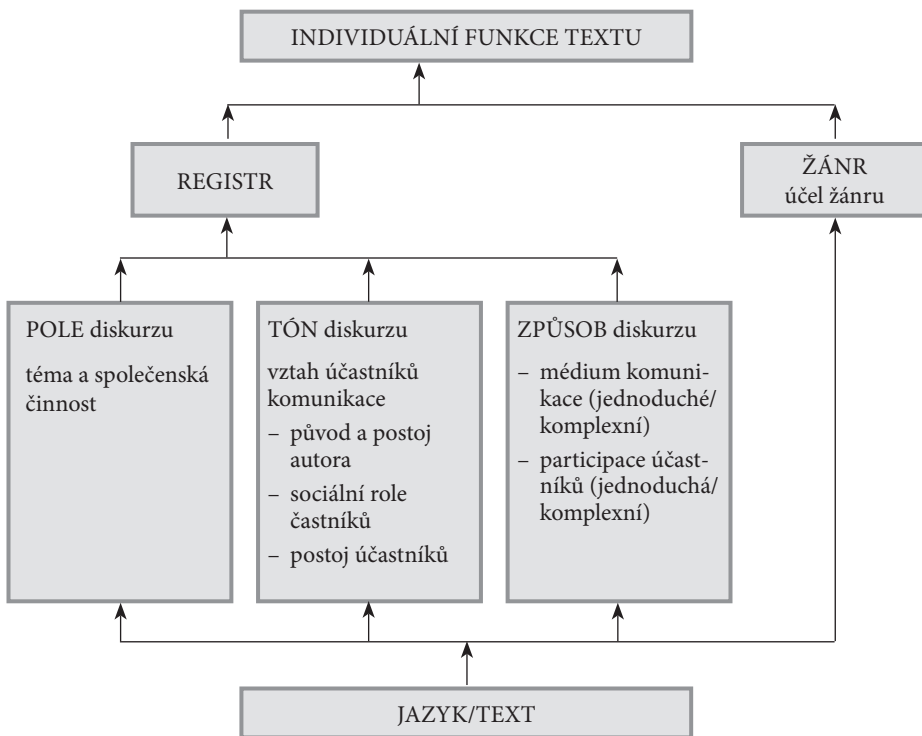 INDIVIDUÁLNÍ FUNKCE TEXTU
REGISTR
ŽÁNR
účel žánru
POLE diskurzu
téma a společenská
činnost
TÓN diskurzu
vztah účastníků
komunikace
– původ a postoj
autora
– sociální role
častníků
– postoj účastníků
ZPŮSOB diskurzu
– médium komuni-
kace (jednoduché/
komplexní)
– participace účast-
níků (jednoduchá/
komplexní)
JAZYK/TEXT